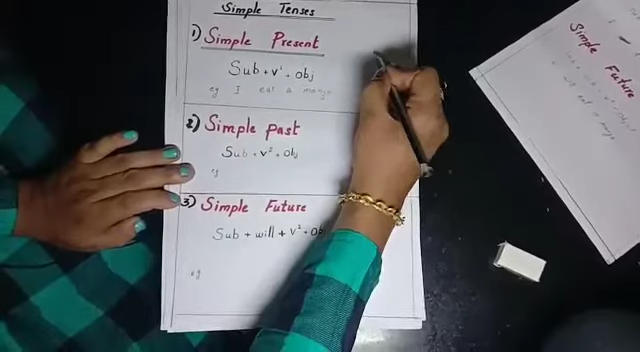 Simple Tenses
1) Simple Present
Sub + v¹ + obj
eg I eat a mango
2) Simple past
Sub + v² + Obj
eg
3) Simple Future
Sub + will + v¹ + Ob
eg
Simple Future